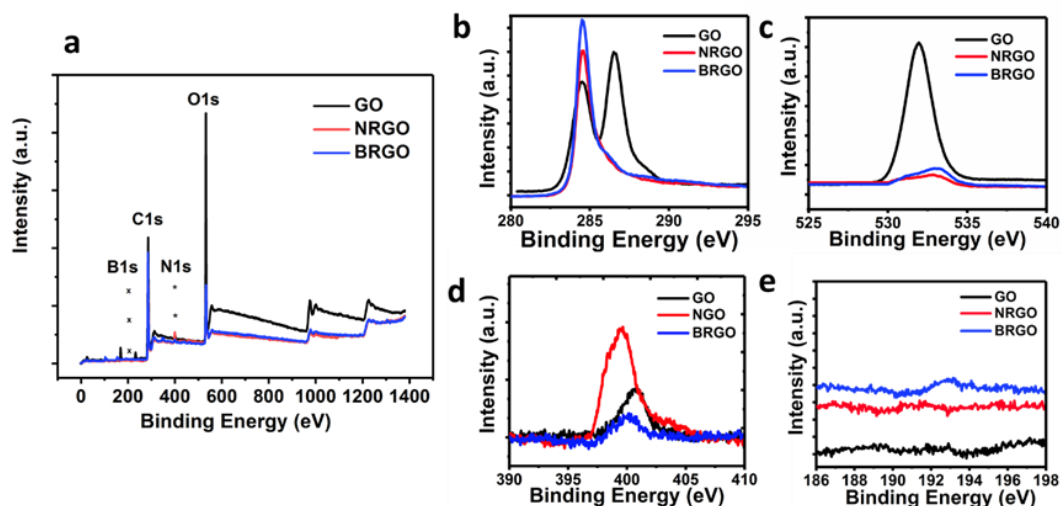 a
O1s
GO
NRGO
BRGO
C1s
B1s
N1s
x
*
x
*
x
Intensity (a.u.)
0 200 400 600 800 1000 1200 1400
Binding Energy (eV)
b
GO
NRGO
BRGO
Intensity (a.u.)
280 285 290 295
Binding Energy (eV)
c
GO
NRGO
BRGO
Intensity (a.u.)
525 530 535 540
Binding Energy (eV)
d
GO
NGO
BRGO
Intensity (a.u.)
390 395 400 405 410
Binding Energy (eV)
e
GO
NRGO
BRGO
Intensity (a.u.)
186 188 190 192 194 196 198
Binding Energy (eV)